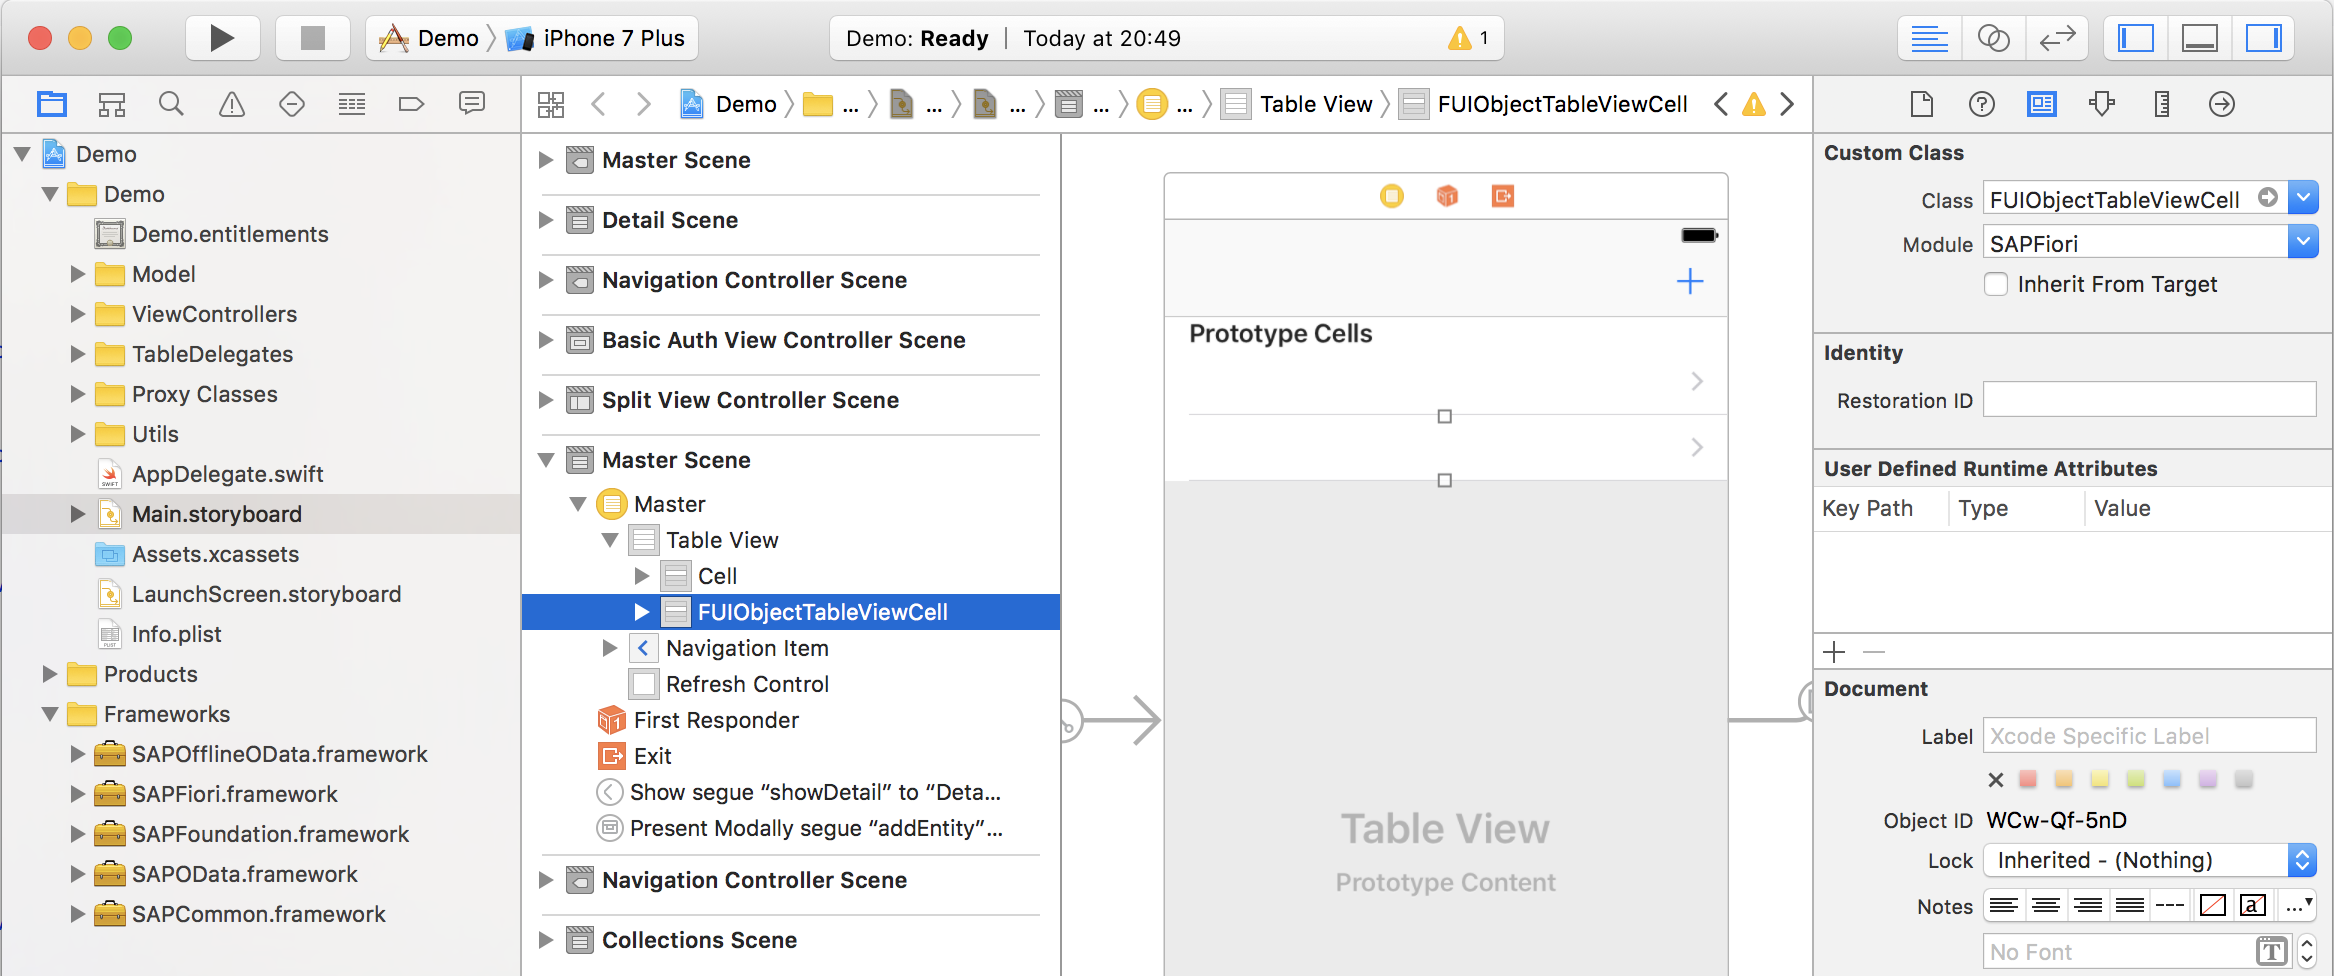 Demo iPhone 7 Plus
Demo: Ready | Today at 20:49
1
Demo ... ... ... ... ... Table View FUIObjectTableViewCell
Demo
Demo
Demo.entitlements
Model
ViewControllers
TableDelegates
Proxy Classes
Utils
AppDelegate.swift
Main.storyboard
Assets.xcassets
LaunchScreen.storyboard
Info.plist
Products
Frameworks
SAPOfflineOData.framework
SAPFiori.framework
SAPFoundation.framework
SAPOData.framework
SAPCommon.framework
Master Scene
Detail Scene
Navigation Controller Scene
Basic Auth View Controller Scene
Split View Controller Scene
Master Scene
Master
Table View
Cell
FUIObjectTableViewCell
Navigation Item
Refresh Control
First Responder
Exit
Show segue “showDetail” to “Deta...
Present Modally segue “addEntity”...
Navigation Controller Scene
Collections Scene
Prototype Cells
Table View
Prototype Content
Custom Class
Class FUIObjectTableViewCell
Module SAPFiori
Inherit From Target
Identity
Restoration ID
User Defined Runtime Attributes
Key Path Type Value
Document
Label Xcode Specific Label
Object ID WCw-Qf-5nD
Lock Inherited - (Nothing)
Notes
No Font